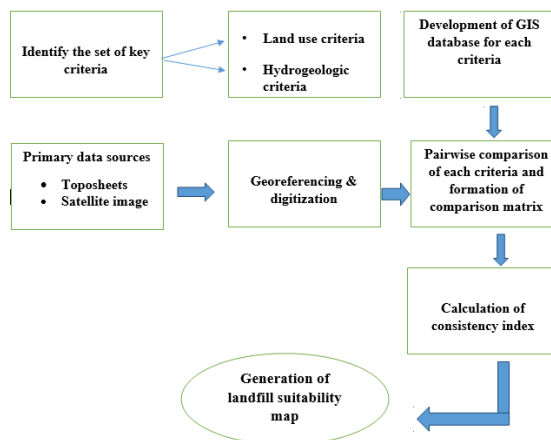 Identify the set of key
criteria
• Land use criteria
• Hydrogeologic
criteria
Development of GIS
database for each
criteria
Primary data sources
• Toposheets
• Satellite image
Georeferencing &
digitization
Pairwise comparison
of each criteria and
formation of
comparison matrix
Calculation of
consistency index
Generation of
landfill suitability
map